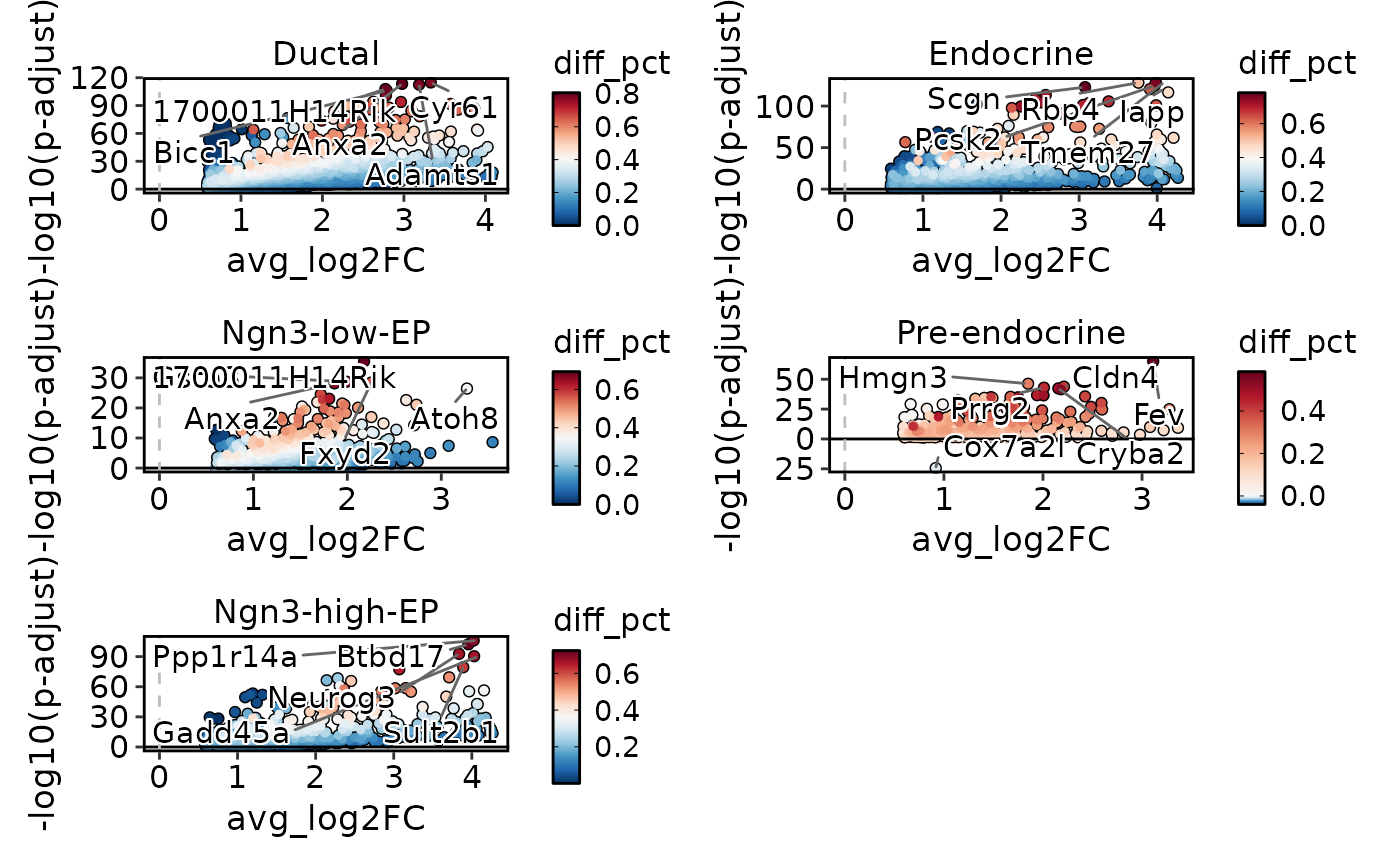 Ductal
-log10(p-adjust)
120
90
60
30
0
1700011H14Rik
Cyr61
Bicc1
Anxa2
Adamts1
0 1 2 3 4
avg_log2FC
diff_pct
0.8
0.6
0.4
0.2
0.0
Endocrine
-log10(p-adjust)
100
50
0
Scgn
Rbp4
Iapp
Pcsk2
Tmem27
0 1 2 3 4
avg_log2FC
diff_pct
0.6
0.4
0.2
0.0
Ngn3-low-EP
-log10(p-adjust)
30
20
10
0
1700011H14Rik
Anxa2
Atoh8
Fxyd2
0 1 2 3
avg_log2FC
diff_pct
0.6
0.4
0.2
0.0
Pre-endocrine
-log10(p-adjust)
50
25
0
25
Hmgn3
Cldn4
Prrg2
Fev
Cox7a2l
Cryba2
0 1 2 3
avg_log2FC
diff_pct
0.4
0.2
0.0
Ngn3-high-EP
-log10(p-adjust)
90
60
30
0
Ppp1r14a
Btbd17
Neurog3
Gadd45a
Sult2b1
0 1 2 3 4
avg_log2FC
diff_pct
0.6
0.4
0.2